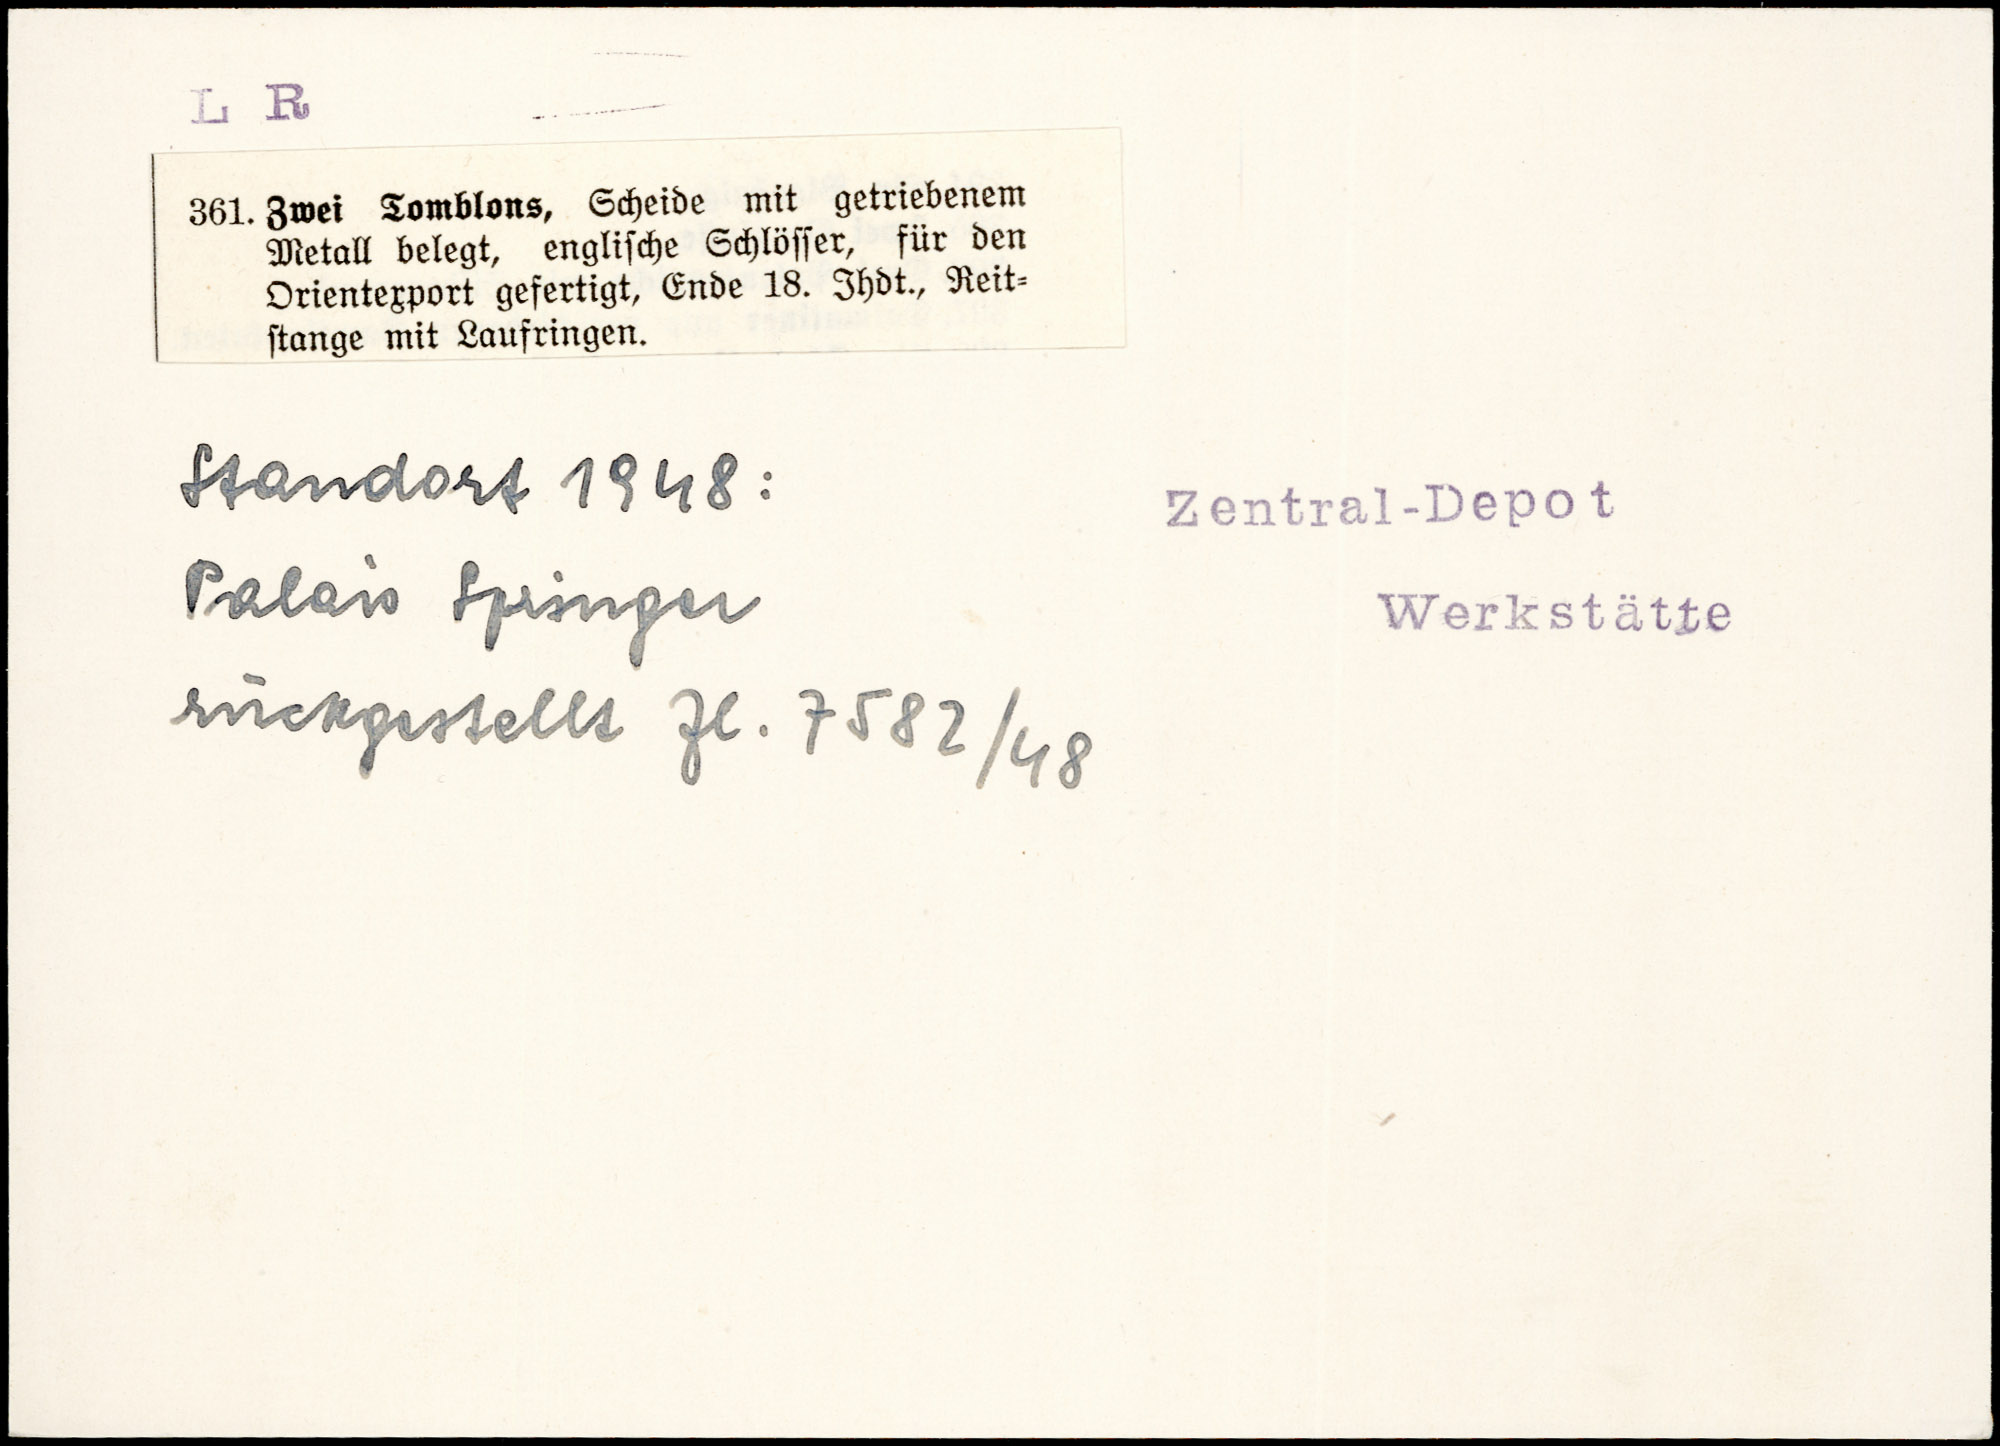 L R
361. Zwei Tomblons, Scheide mit getriebenem
Metall belegt, englische Schlösser, für den
Orientexport gefertigt, Ende 18. Jhdt., Reit-
stange mit Laufringen.
Standort 1948:
Palais Springer
rückgestellt Zl. 7582/48
Zentral-Depot
Werkstätte